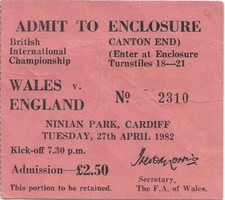 ADMIT TO ENCLOSURE
British International Championship
CANTON END)
(Enter at Enclosure
Turnstiles 18—21
WALES v.
ENGLAND
No 2310
NINIAN PARK, CARDIFF
TUESDAY, 27th APRIL 1982
Kick-off 7.30 p.m.
Admission—£2.50
This portion to be retained.
Secretary,
The F.A. of Wales.